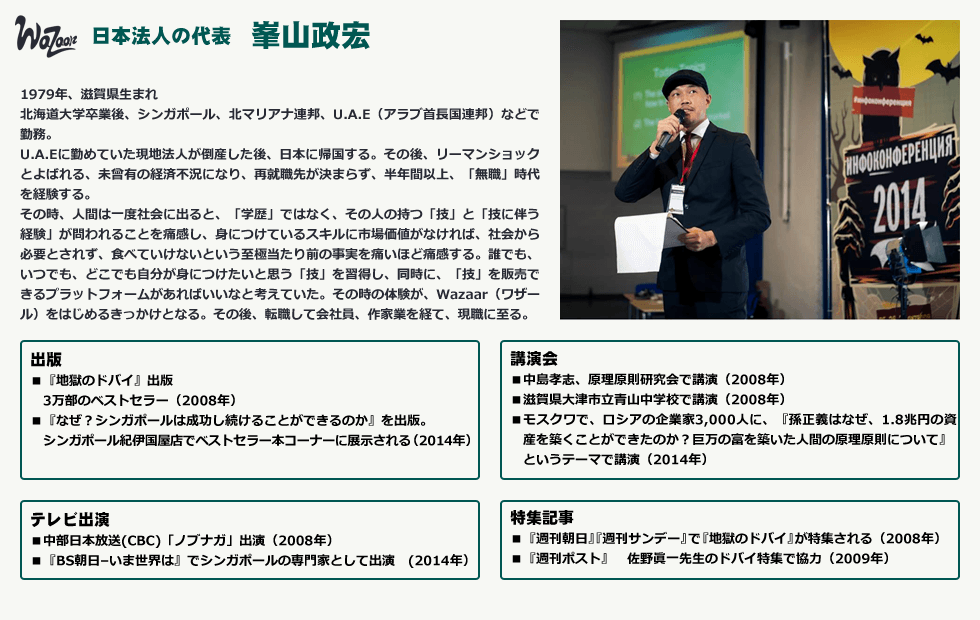 Wazaar 日本法人の代表 峯山政宏
1979年、滋賀県生まれ
北海道大学卒業後、シンガポール、北マリアナ連邦、U.A.E（アラブ首長国連邦）などで
勤務。
U.A.Eに勤めていた現地法人が倒産した後、日本に帰国する。その後、リーマンショック
とよばれる、未曾有の経済不況になり、再就職先が決まらず、半年間以上、「無職」時代
を経験する。
その時、人間は一度社会に出ると、「学歴」ではなく、その人の持つ「技」と「技に伴う
経験」が問われることを痛感し、身につけているスキルに市場価値がなければ、社会から
必要とされず、食べていけないという至極当たり前の事実を痛いほど痛感する。誰でも、
いつでも、どこでも自分が身につけたいと思う「技」を習得し、同時に、「技」を販売で
きるプラットフォームがあればいいなと考えていた。その時の体験が、Wazaar（ワザー
ル）をはじめるきっかけとなる。その後、転職して会社員、作家業を経て、現職に至る。
#инфоконференция
ИНФОКОНФЕРЕНЦИЯ
2014
出版
■『地獄のドバイ』出版
3万部のベストセラー（2008年）
■『なぜ？シンガポールは成功し続けることができるのか』を出版。
シンガポール紀伊国屋店でベストセラー本コーナーに展示される（2014年）
講演会
■中島孝志、原理原則研究会で講演（2008年）
■滋賀県大津市立青山中学校で講演（2008年）
■モスクワで、ロシアの企業家3,000人に、『孫正義はなぜ、1.8兆円の資
産を築くことができたのか？巨万の富を築いた人間の原理原則について』
というテーマで講演（2014年）
テレビ出演
■中部日本放送(CBC)「ノブナガ」出演（2008年）
■『BS朝日−いま世界は』でシンガポールの専門家として出演　(2014年）
特集記事
■『週刊朝日』『週刊サンデー』で『地獄のドバイ』が特集される（2008年）
■『週刊ポスト』　佐野眞一先生のドバイ特集で協力（2009年）